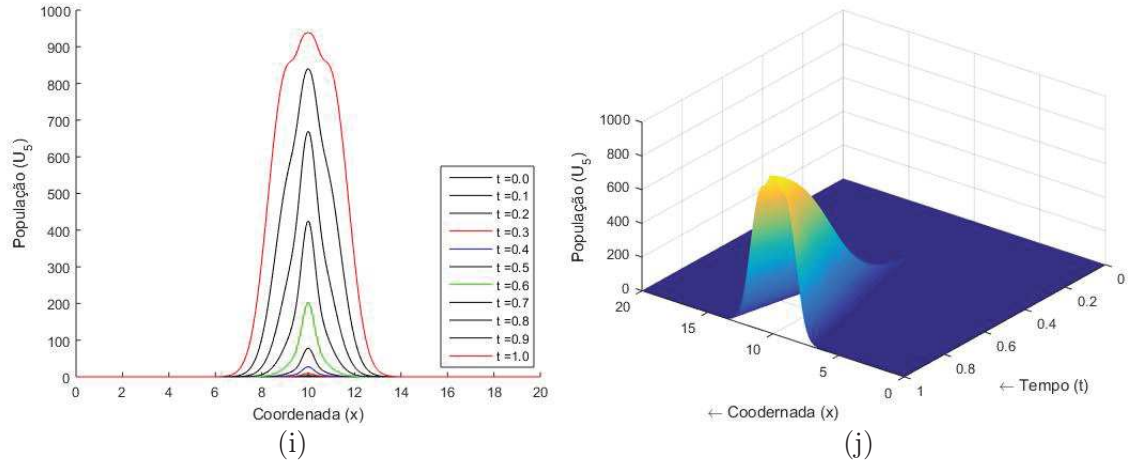 1000
900
800
700
600
500
400
300
200
100
0
População (U5)
0 2 4 6 8 10 12 14 16 18 20
Coordenada (x)
t =0.0
t =0.1
t =0.2
t =0.3
t =0.4
t =0.5
t =0.6
t =0.7
t =0.8
t =0.9
t =1.0
(i)
1000
800
600
400
200
0
População (U5)
20
15
10
5
0
← Coodernada (x)
1
0.8
0.6
0.4
0.2
0
← Tempo (t)
(j)